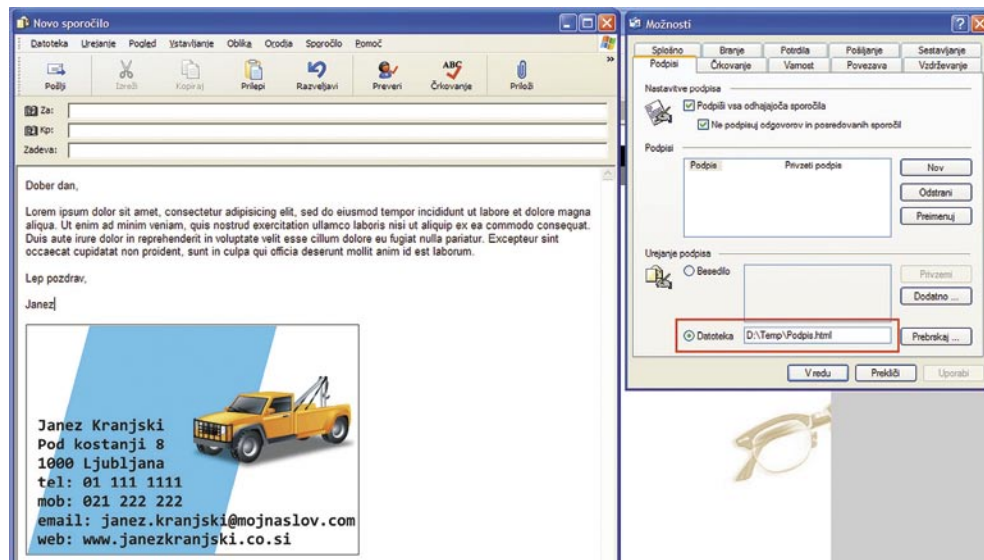 Novo sporočilo
Datoteka Urejanje Pogled Vstavljanje Oblika Orodja Sporočilo Pomoč
Pošlji Izreži Kopiraj Prilepi Razveljavi Preveri Črkovanje Priloži
ABC
Za:
Kp:
Zadeva:
Dober dan,
Lorem ipsum dolor sit amet, consectetur adipisicing elit, sed do eiusmod tempor incididunt ut labore et dolore magna
aliqua. Ut enim ad minim veniam, quis nostrud exercitation ullamco laboris nisi ut aliquip ex ea commodo consequat.
Duis aute irure dolor in reprehenderit in voluptate velit esse cillum dolore eu fugiat nulla pariatur. Excepteur sint
occaecat cupidatat non proident, sunt in culpa qui officia deserunt mollit anim id est laborum.
Lep pozdrav,
Janez
Janez Kranjski
Pod kostanji 8
1000 Ljubljana
tel: 01 111 1111
mob: 021 222 222
email: janez.kranjski@mojnaslov.com
web: www.janezkranjski.co.si
Možnosti
Splošno Branje Potrdila Pošiljanje Sestavljanje
Podpisi Črkovanje Varnost Povezava Vzdrževanje
Nastavitve podpisa
Podpiši vsa odhajajoča sporočila
Ne podpisuj odgovorov in posredovanih sporočil
Podpisi
Podpis Privzeti podpis
Nov
Odstrani
Preimenuj
Urejanje podpisa
Besedilo
Privzemi
Dodatno ...
Datoteka D:\Temp\Podpis.html Prebrskaj ...
V redu Prekliči Uporabi